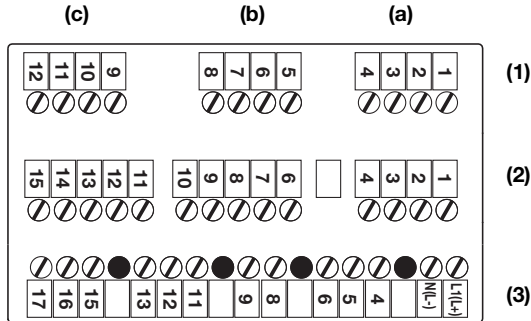 (c) (b) (a)
12 11 10 9 8 7 6 5 4 3 2 1 (1)
15 14 13 12 11 10 9 8 7 6 4 3 2 1 (2)
17 16 15 13 12 11 9 8 6 5 4 N(L-) L1(L+) (3)